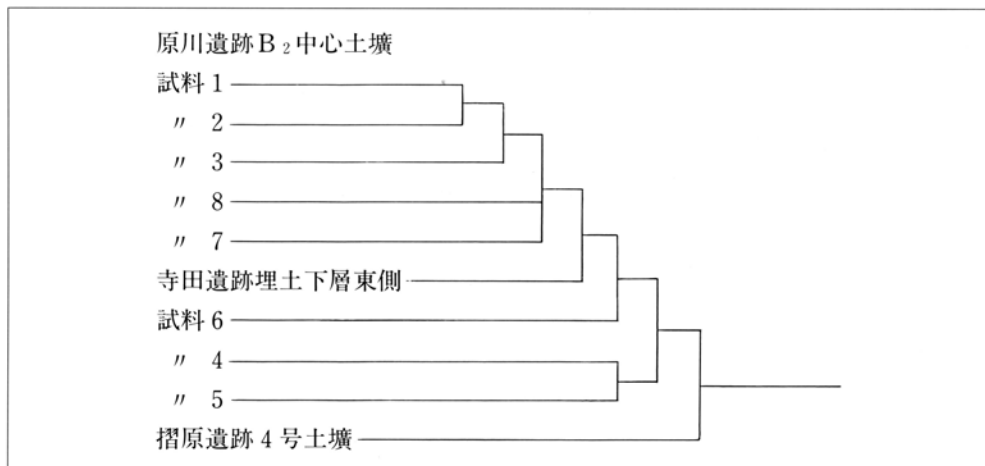 原川遺跡B₂中心土壙
試料1
〃 2
〃 3
〃 8
〃 7
寺田遺跡埋土下層東側
試料6
〃 4
〃 5
摺原遺跡4号土壙